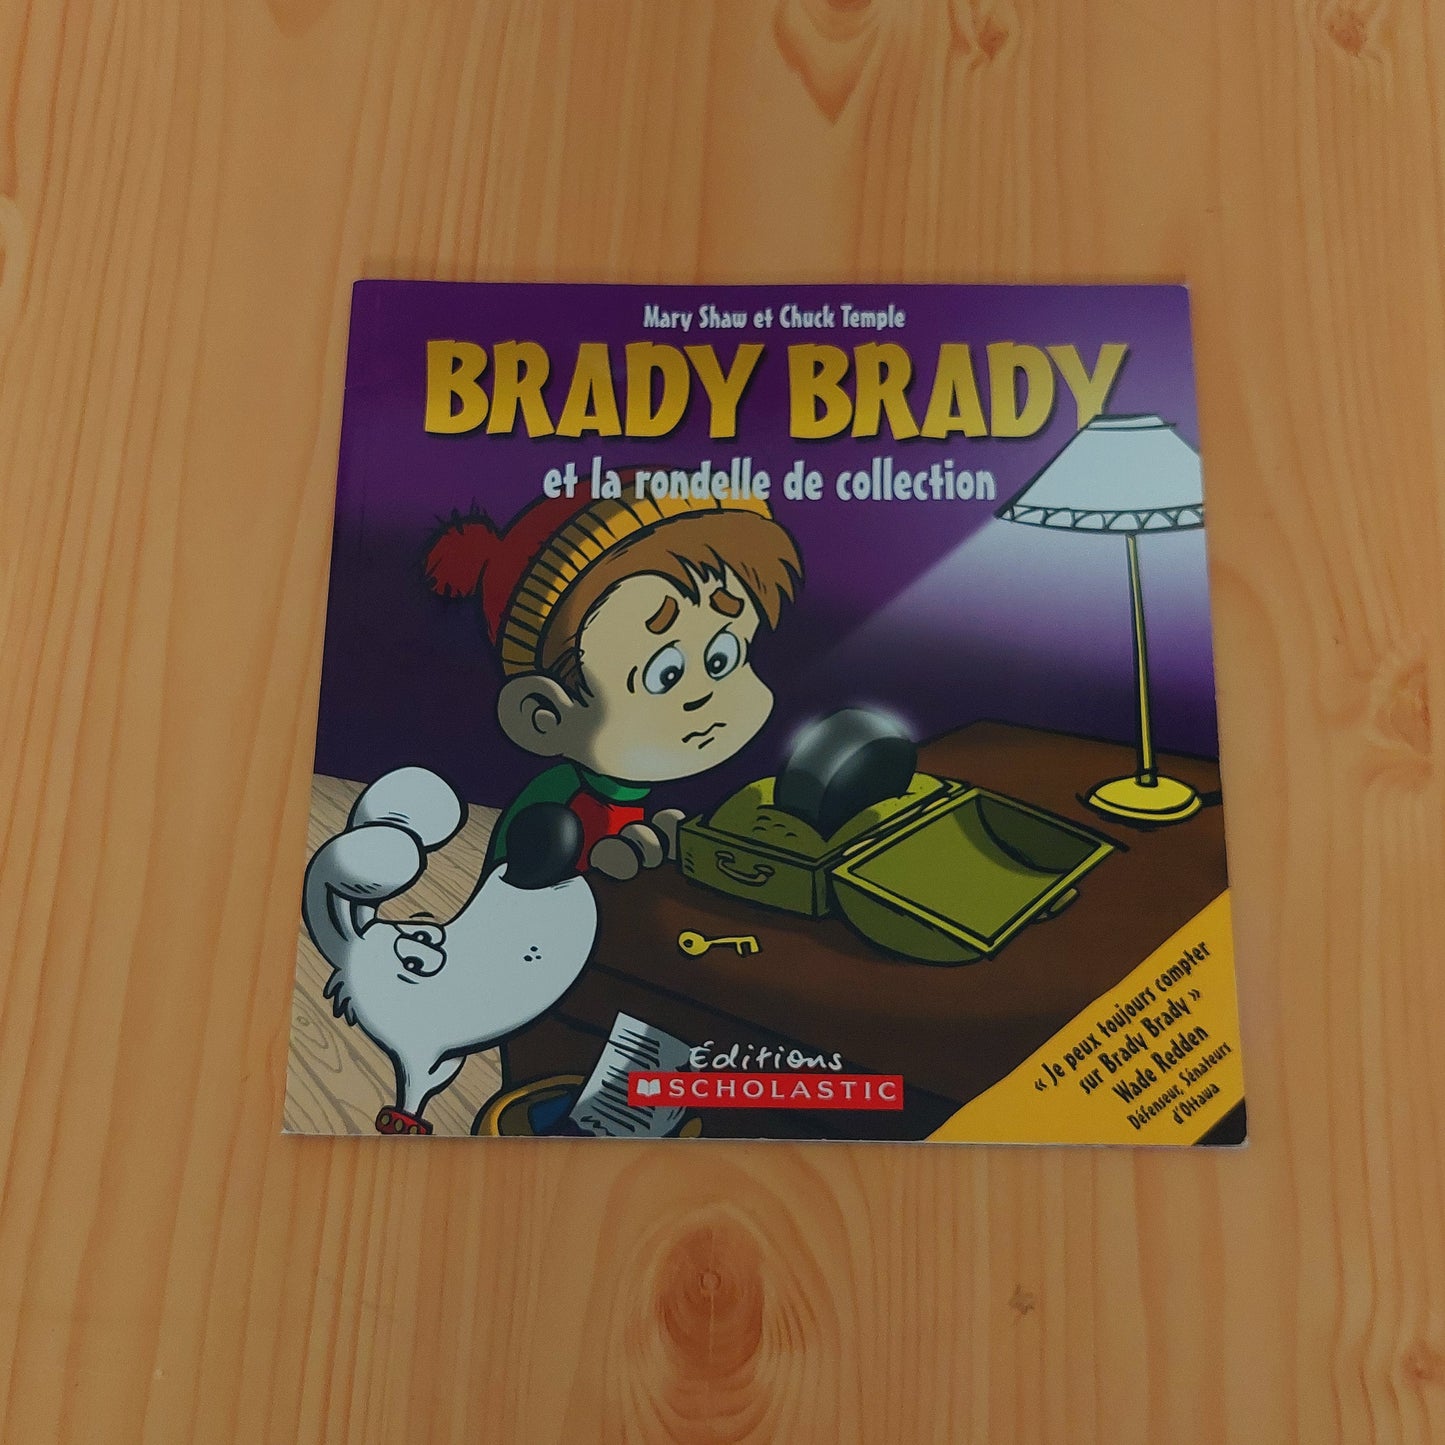 Mary Shaw et Chuck Temple
BRADY BRADY
et la rondelle de collection
« Je peux toujours compter
sur Brady Brady »
Wade Redden
Défenseur, Sénateurs
d'Ottawa
Éditions
SCHOLASTIC